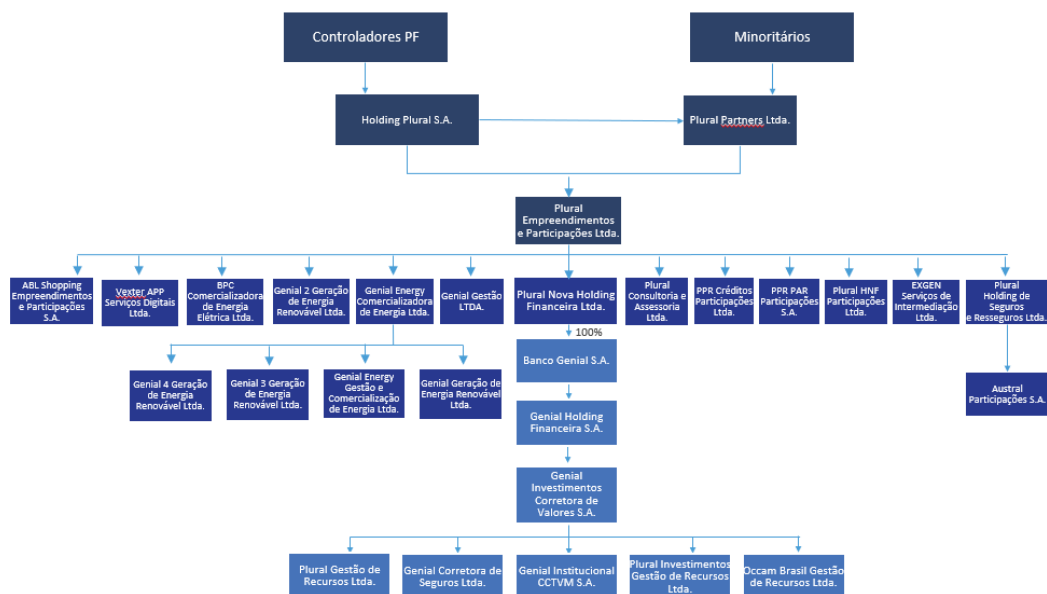 Controladores PF
Minoritários
Holding Plural S.A.
Plural Partners Ltda.
Plural
Empreendimentos
e Participações Ltda.
ABL Shopping
Empreendimentos
e Participações
S.A.
Vexter APP
Serviços Digitais
Ltda.
BPC
Comercializadora
de Energia
Elétrica Ltda.
Genial 2 Geração
de Energia
Renovável Ltda.
Genial Energy
Comercializadora
de Energia Ltda.
Genial Gestão
LTDA.
Plural Nova Holding
Financeira Ltda.
Plural
Consultoria e
Assessoria Ltda.
PPR Créditos
Participações
Ltda.
PPR PAR
Participações
S.A.
Plural HNF
Participações
Ltda.
EXGEN
Serviços de
Intermediação
Ltda.
Plural
Holding de
Seguros
e Resseguros Ltda.
100%
Banco Genial S.A.
Genial 4 Geração
de Energia
Renovável Ltda.
Genial 3 Geração
de Energia
Renovável Ltda.
Genial Energy
Gestão e
Comercialização
de Energia Ltda.
Genial Geração de
Energia Renovável
Ltda.
Austral
Participações S.A.
Genial Holding
Financeira S.A.
Genial
Investimentos
Corretora de
Valores S.A.
Plural Gestão de
Recursos Ltda.
Genial Corretora de
Seguros Ltda.
Genial Institucional
CCTVM S.A.
Plural Investimentos
Gestão de Recursos
Ltda.
Occam Brasil Gestão
de Recursos Ltda.